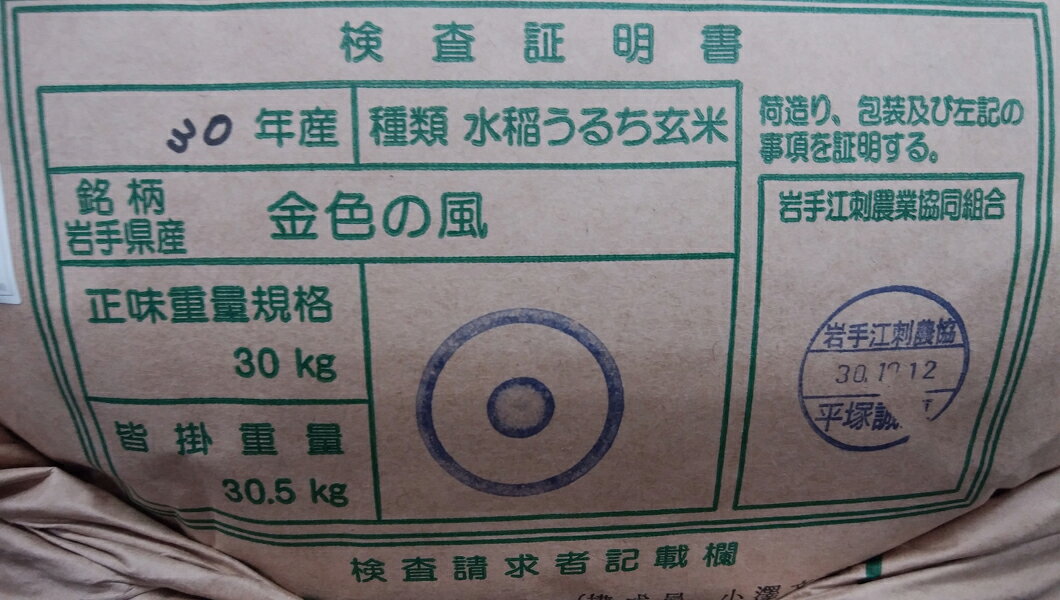 検査証明書
30 年産
種類 水稲うるち玄米
銘柄
岩手県産
金色の風
正味重量規格
30 kg
皆掛重量
30.5 kg
荷造り、包装及び左記の
事項を証明する。
岩手江刺農業協同組合
岩手江刺農協
平塚誠
検査請求者記載欄